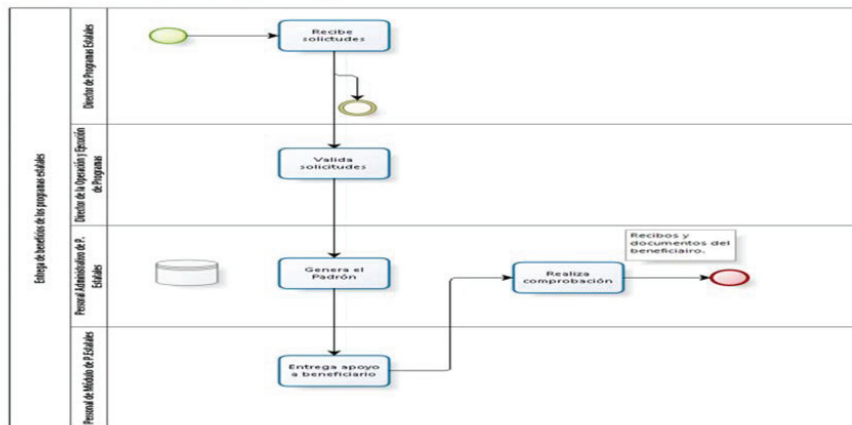 Entrega de beneficios de los programas estatales
Director de Programas Estatales
Recibe
solictudes
Director de la Operación y Ejecución
de Programas
Valida
solicitudes
Personal Administrativo de P.
Estatales
Genera el
Padrón
Realiza
comprobación
Recibos y
documentos del
beneficiairo.
Personal de Módulo de P.Estatales
Entrega apoyo
a beneficiario